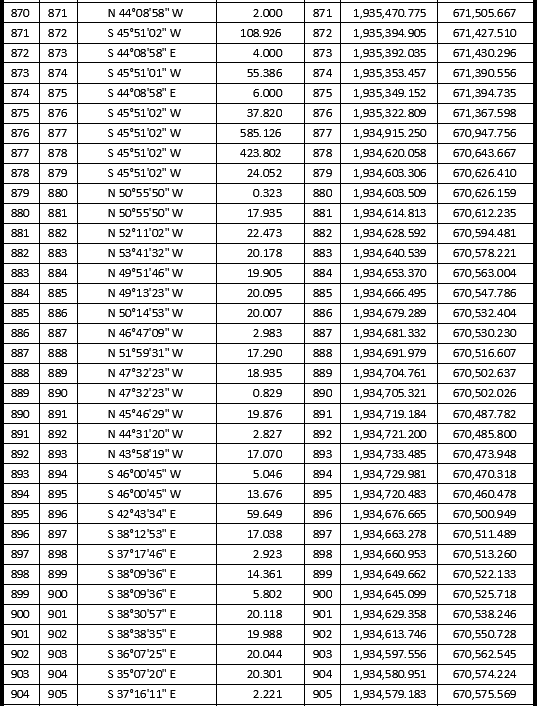 870 871 N 44°08'58" W 2.000 871 1,935,470.775 671,505.667
871 872 S 45°51'02" W 108.926 872 1,935,394.905 671,427.510
872 873 S 44°08'58" E 4.000 873 1,935,392.035 671,430.296
873 874 S 45°51'01" W 55.386 874 1,935,353.457 671,390.556
874 875 S 44°08'58" E 6.000 875 1,935,349.152 671,394.735
875 876 S 45°51'02" W 37.820 876 1,935,322.809 671,367.598
876 877 S 45°51'02" W 585.126 877 1,934,915.250 670,947.756
877 878 S 45°51'02" W 423.802 878 1,934,620.058 670,643.667
878 879 S 45°51'02" W 24.052 879 1,934,603.306 670,626.410
879 880 N 50°55'50" W 0.323 880 1,934,603.509 670,626.159
880 881 N 50°55'50" W 17.935 881 1,934,614.813 670,612.235
881 882 N 52°11'02" W 22.473 882 1,934,628.592 670,594.481
882 883 N 53°41'32" W 20.178 883 1,934,640.539 670,578.221
883 884 N 49°51'46" W 19.905 884 1,934,653.370 670,563.004
884 885 N 49°13'23" W 20.095 885 1,934,666.495 670,547.786
885 886 N 50°14'53" W 20.007 886 1,934,679.289 670,532.404
886 887 N 46°47'09" W 2.983 887 1,934,681.332 670,530.230
887 888 N 51°59'31" W 17.290 888 1,934,691.979 670,516.607
888 889 N 47°32'23" W 18.935 889 1,934,704.761 670,502.637
889 890 N 47°32'23" W 0.829 890 1,934,705.321 670,502.026
890 891 N 45°46'29" W 19.876 891 1,934,719.184 670,487.782
891 892 N 44°31'20" W 2.827 892 1,934,721.200 670,485.800
892 893 N 43°58'19" W 17.070 893 1,934,733.485 670,473.948
893 894 S 46°00'45" W 5.046 894 1,934,729.981 670,470.318
894 895 S 46°00'45" W 13.676 895 1,934,720.483 670,460.478
895 896 S 42°43'34" E 59.649 896 1,934,676.665 670,500.949
896 897 S 38°12'53" E 17.038 897 1,934,663.278 670,511.489
897 898 S 37°17'46" E 2.923 898 1,934,660.953 670,513.260
898 899 S 38°09'36" E 14.361 899 1,934,649.662 670,522.133
899 900 S 38°09'36" E 5.802 900 1,934,645.099 670,525.718
900 901 S 38°30'57" E 20.118 901 1,934,629.358 670,538.246
901 902 S 38°38'35" E 19.988 902 1,934,613.746 670,550.728
902 903 S 36°07'25" E 20.044 903 1,934,597.556 670,562.545
903 904 S 35°07'20" E 20.301 904 1,934,580.951 670,574.224
904 905 S 37°16'11" E 2.221 905 1,934,579.183 670,575.569